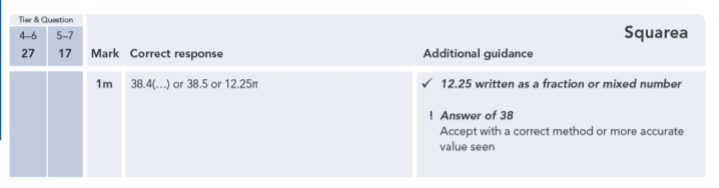 Tier & Question
4–6 5–7
27 17
Squarea
Mark Correct response Additional guidance
1m 38.4(...) or 38.5 or 12.25π
✓ 12.25 written as a fraction or mixed number
! Answer of 38
Accept with a correct method or more accurate
value seen